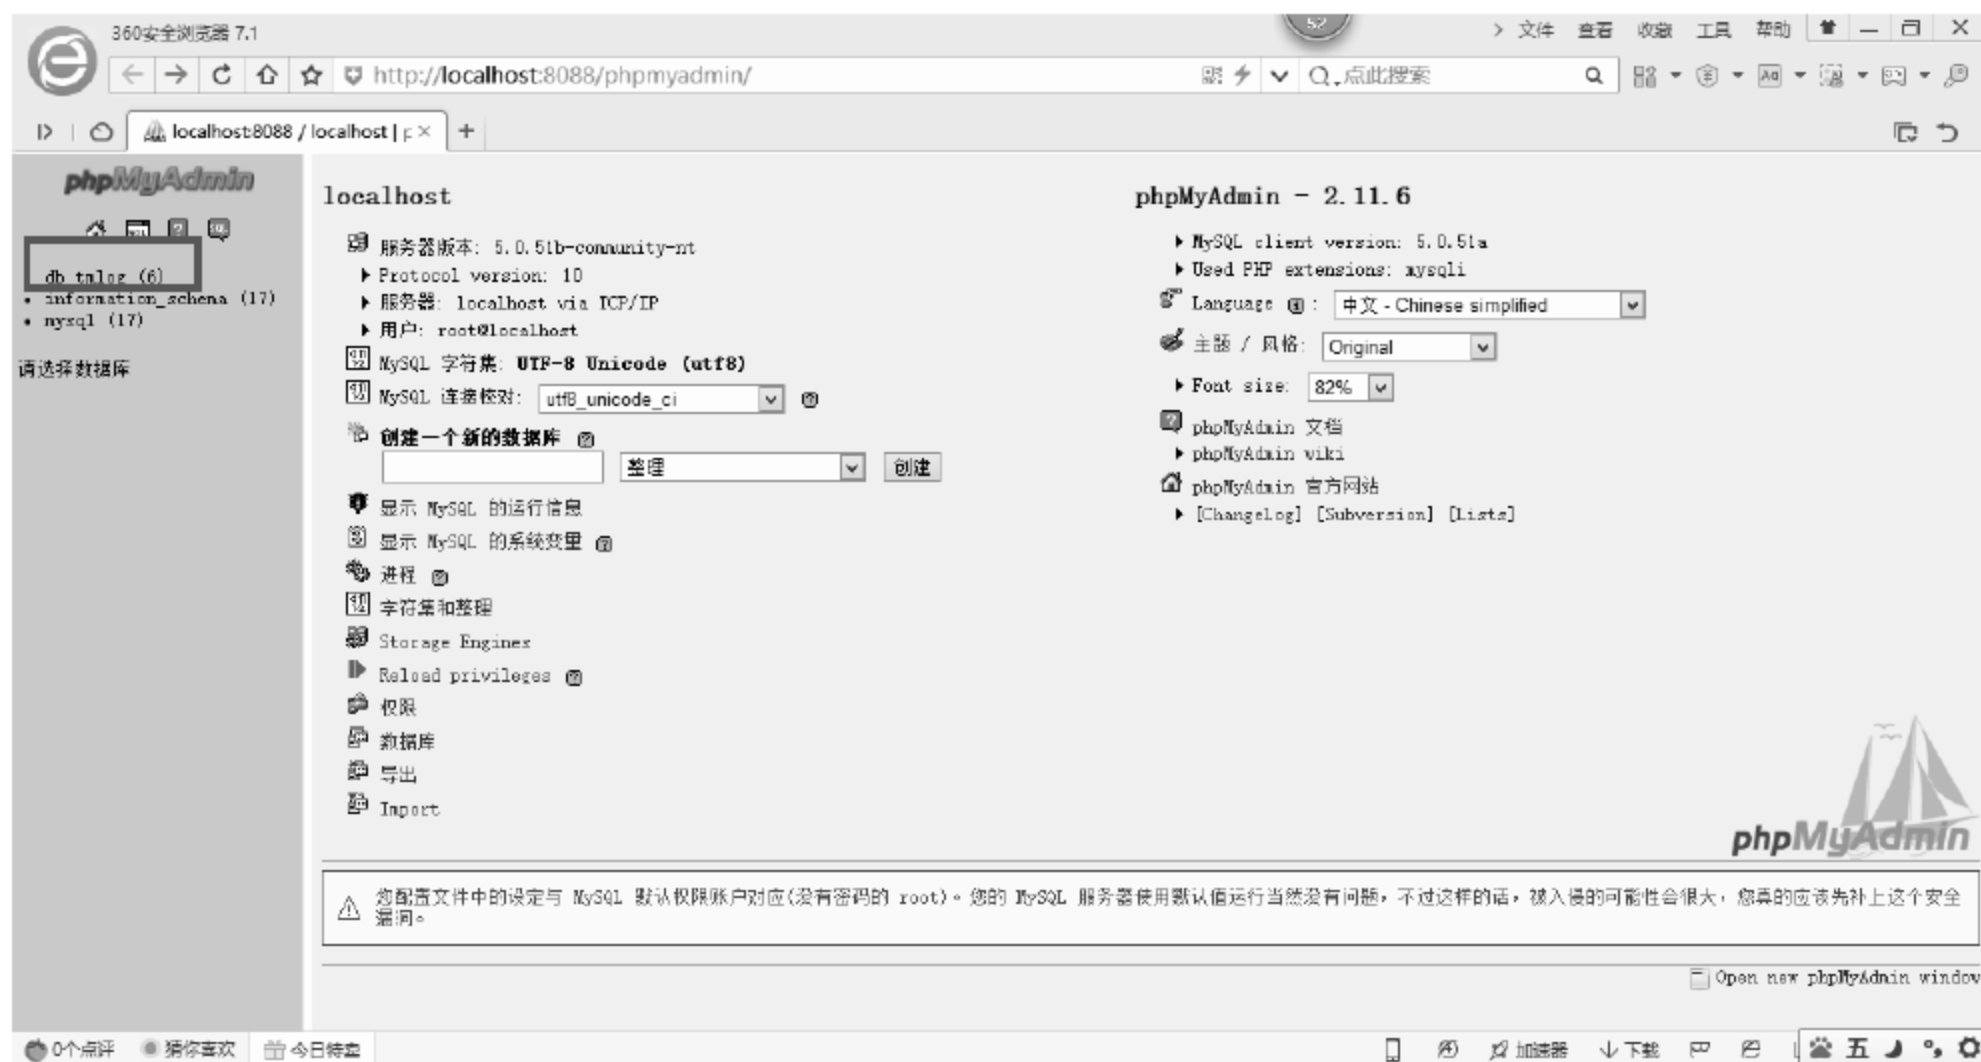 360安全浏览器 7.1
52
文件 查看 收藏 工具 帮助
http://localhost:8088/phpmyadmin/
点此搜索
localhost:8088 / localhost | p
phpMyAdmin
db_tmlog (6)
information_schema (17)
mysql (17)
请选择数据库
localhost
服务器版本: 5.0.51b-community-nt
Protocol version: 10
服务器: localhost via TCP/IP
用户: root@localhost
MySQL 字符集: UTF-8 Unicode (utf8)
MySQL 连接校对: utf8_unicode_ci
创建一个新的数据库
整理 创建
显示 MySQL 的运行信息
显示 MySQL 的系统变量
进程
字符集和整理
Storage Engines
Reload privileges
权限
数据库
导出
Import
phpMyAdmin - 2.11.6
MySQL client version: 5.0.51a
Used PHP extensions: mysqli
Language : 中文 - Chinese simplified
主题 / 风格: Original
Font size: 82%
phpMyAdmin 文档
phpMyAdmin wiki
phpMyAdmin 官方网站
[ChangeLog] [Subversion] [Lists]
phpMyAdmin
您配置文件中的设定与 MySQL 默认权限账户对应(没有密码的 root)。您的 MySQL 服务器使用默认值运行当然没有问题，不过这样的话，被入侵的可能性会很大，您真的应该先补上这个安全
漏洞。
Open new phpMyAdmin window
0个点评 猜你喜欢 今日特卖
加速器 下载 五